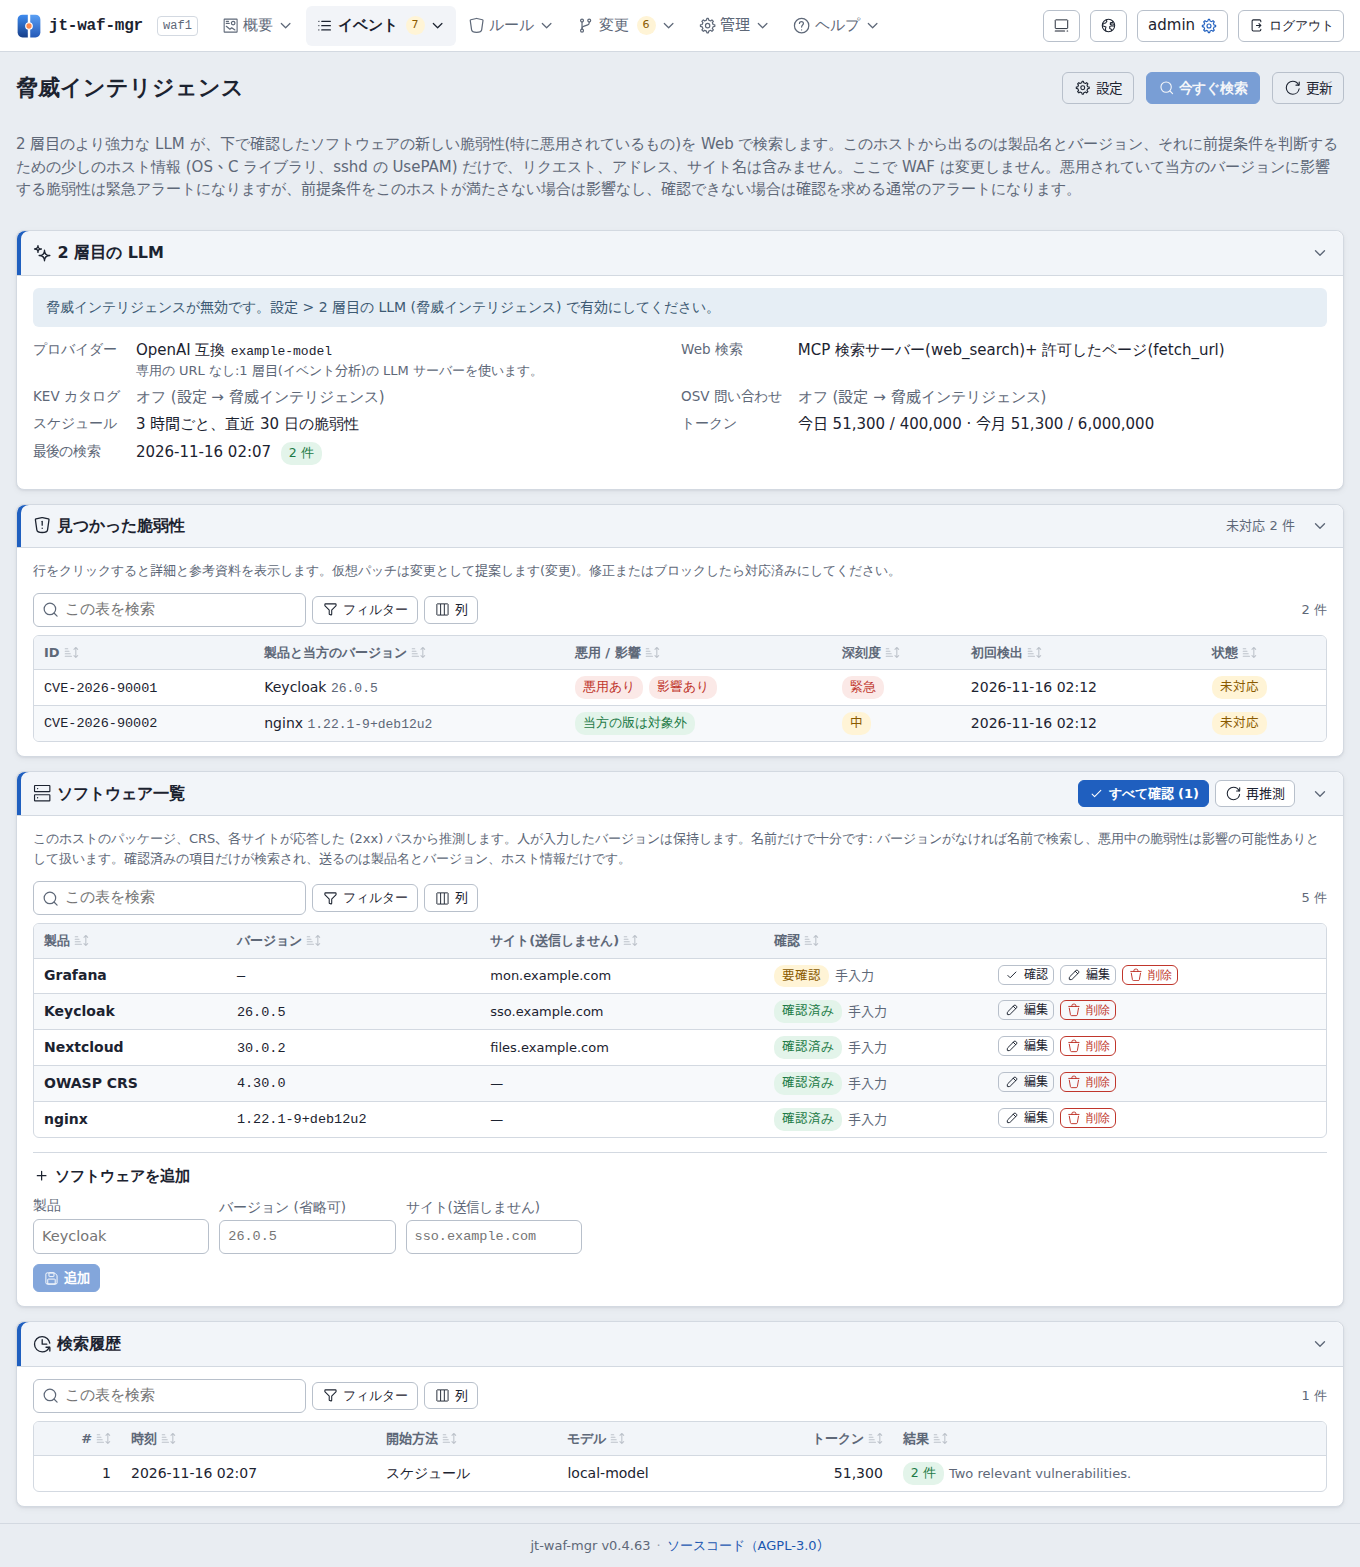 jt-waf-mgr waf1 概要 イベント 7 ルール 変更 6 管理 ヘルプ admin ログアウト
脅威インテリジェンス 設定 今すぐ検索 更新
2 層目のより強力な LLM が、下で確認したソフトウェアの新しい脆弱性(特に悪用されているもの)を Web で検索します。このホストから出るのは製品名とバージョン、それに前提条件を判断する
ための少しのホスト情報 (OS、C ライブラリ、sshd の UsePAM) だけで、リクエスト、アドレス、サイト名は含みません。ここで WAF は変更しません。悪用されていて当方のバージョンに影響
する脆弱性は緊急アラートになりますが、前提条件をこのホストが満たさない場合は影響なし、確認できない場合は確認を求める通常のアラートになります。
2 層目の LLM
脅威インテリジェンスが無効です。設定 > 2 層目の LLM (脅威インテリジェンス) で有効にしてください。
プロバイダー OpenAI 互換 example-model Web 検索 MCP 検索サーバー(web_search)+ 許可したページ(fetch_url)
専用の URL なし:1 層目(イベント分析)の LLM サーバーを使います。
KEV カタログ オフ (設定 → 脅威インテリジェンス) OSV 問い合わせ オフ (設定 → 脅威インテリジェンス)
スケジュール 3 時間ごと、直近 30 日の脆弱性 トークン 今日 51,300 / 400,000 · 今月 51,300 / 6,000,000
最後の検索 2026-11-16 02:07 2 件
見つかった脆弱性 未対応 2 件
行をクリックすると詳細と参考資料を表示します。仮想パッチは変更として提案します(変更)。修正またはブロックしたら対応済みにしてください。
この表を検索 フィルター 列 2 件
ID 製品と当方のバージョン 悪用 / 影響 深刻度 初回検出 状態
CVE-2026-90001 Keycloak 26.0.5 悪用あり 影響あり 緊急 2026-11-16 02:12 未対応
CVE-2026-90002 nginx 1.22.1-9+deb12u2 当方の版は対象外 中 2026-11-16 02:12 未対応
ソフトウェア一覧 すべて確認 (1) 再推測
このホストのパッケージ、CRS、各サイトが応答した (2xx) パスから推測します。人が入力したバージョンは保持します。名前だけで十分です: バージョンがなければ名前で検索し、悪用中の脆弱性は影響の可能性ありと
して扱います。確認済みの項目だけが検索され、送るのは製品名とバージョン、ホスト情報だけです。
この表を検索 フィルター 列 5 件
製品 バージョン サイト(送信しません) 確認
Grafana — mon.example.com 要確認 手入力 確認 編集 削除
Keycloak 26.0.5 sso.example.com 確認済み 手入力 編集 削除
Nextcloud 30.0.2 files.example.com 確認済み 手入力 編集 削除
OWASP CRS 4.30.0 — 確認済み 手入力 編集 削除
nginx 1.22.1-9+deb12u2 — 確認済み 手入力 編集 削除
ソフトウェアを追加
製品 バージョン (省略可) サイト(送信しません)
Keycloak 26.0.5 sso.example.com
追加
検索履歴
この表を検索 フィルター 列 1 件
# 時刻 開始方法 モデル トークン 結果
1 2026-11-16 02:07 スケジュール local-model 51,300 2 件 Two relevant vulnerabilities.
jt-waf-mgr v0.4.63 · ソースコード（AGPL-3.0）